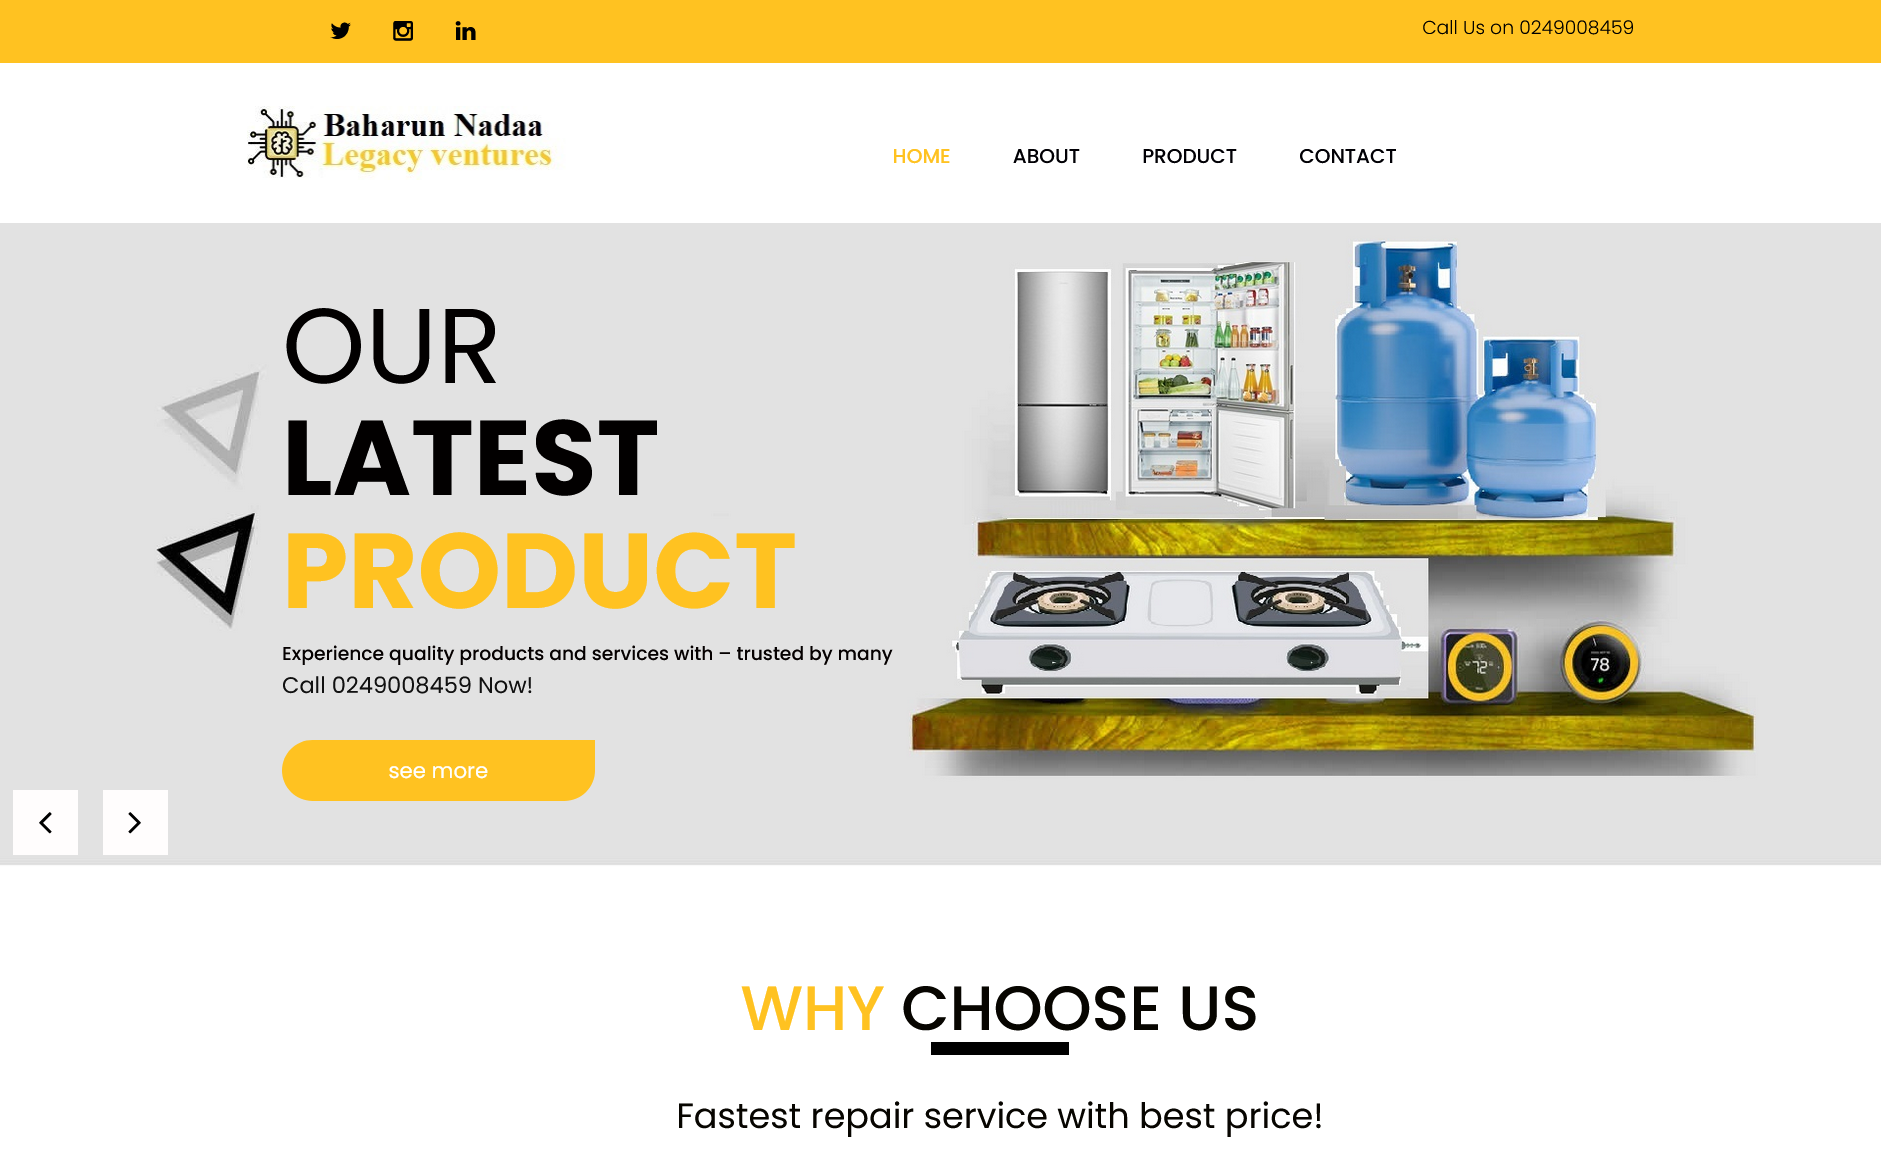 Call Us on 0249008459
Baharun Nadaa
Legacy ventures
HOME ABOUT PRODUCT CONTACT
OUR
LATEST
PRODUCT
Experience quality products and services with – trusted by many
Call 0249008459 Now!
see more
72
78
WHY CHOOSE US
Fastest repair service with best price!